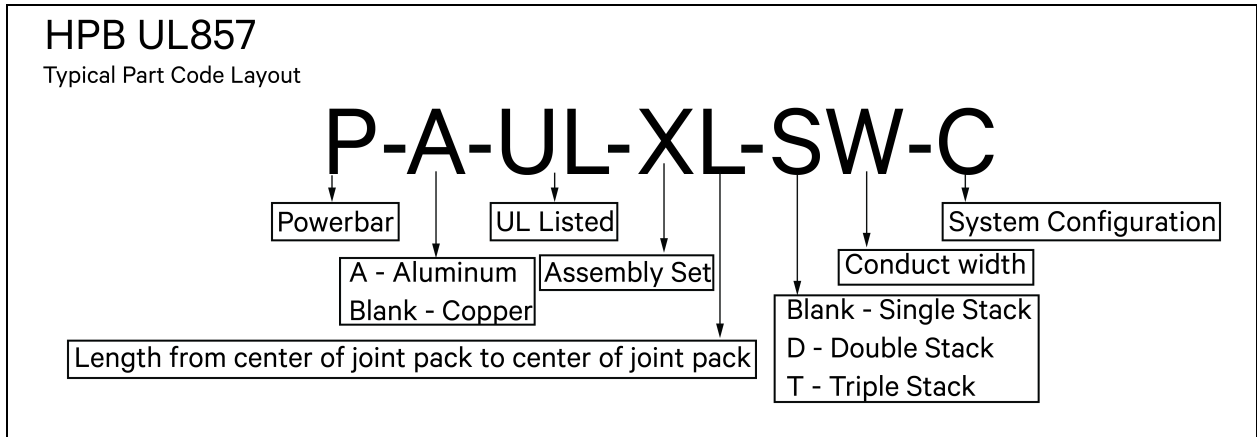 HPB UL857
Typical Part Code Layout
P-A-UL-XL-SW-C
Powerbar
UL Listed
System Configuration
A - Aluminum
Blank - Copper
Assembly Set
Conduct width
Length from center of joint pack to center of joint pack
Blank - Single Stack
D - Double Stack
T - Triple Stack